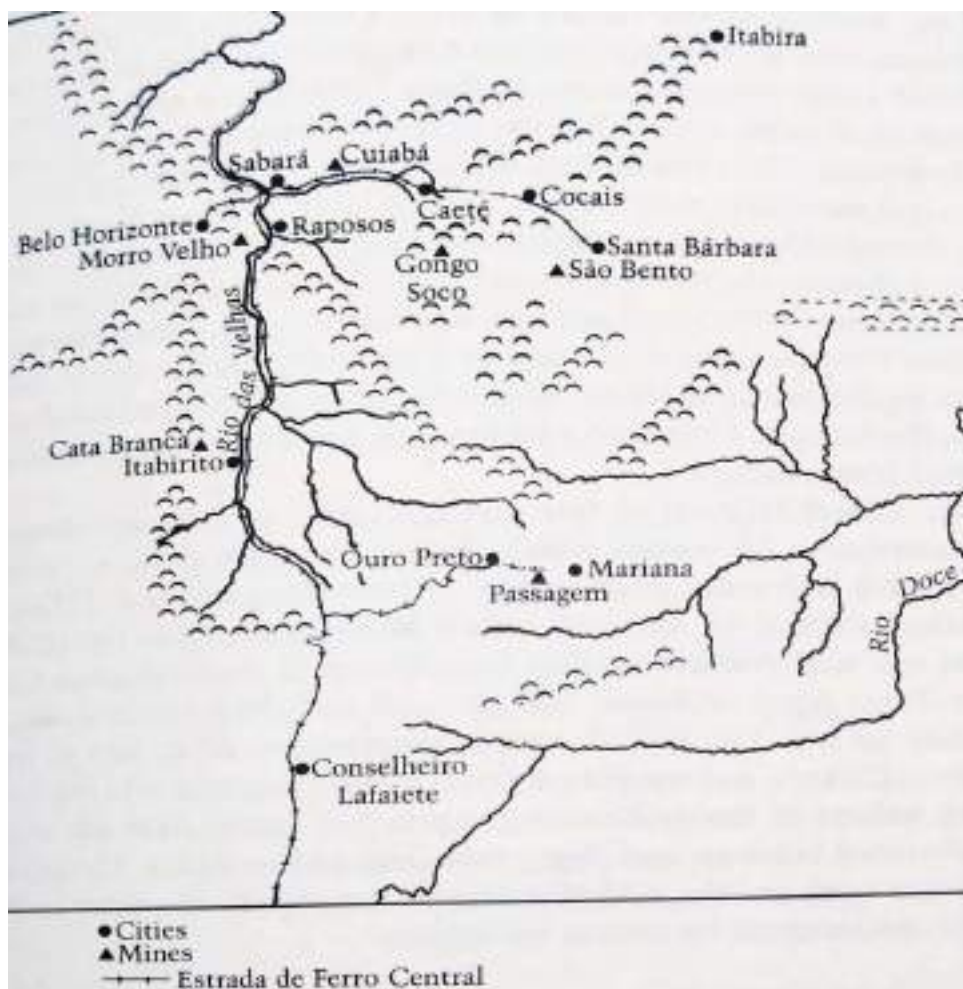 Itabira
Cuiabá
Sabará
Caeté
Cocais
Belo Horizonte
Raposos
Morro Velho
Gongo
Soco
Santa Bárbara
São Bento
Rio das Velhas
Cata Branca
Itabirito
Ouro Preto
Mariana
Passagem
Rio Doce
Conselheiro
Lafaiete
Cities
Mines
Estrada de Ferro Central